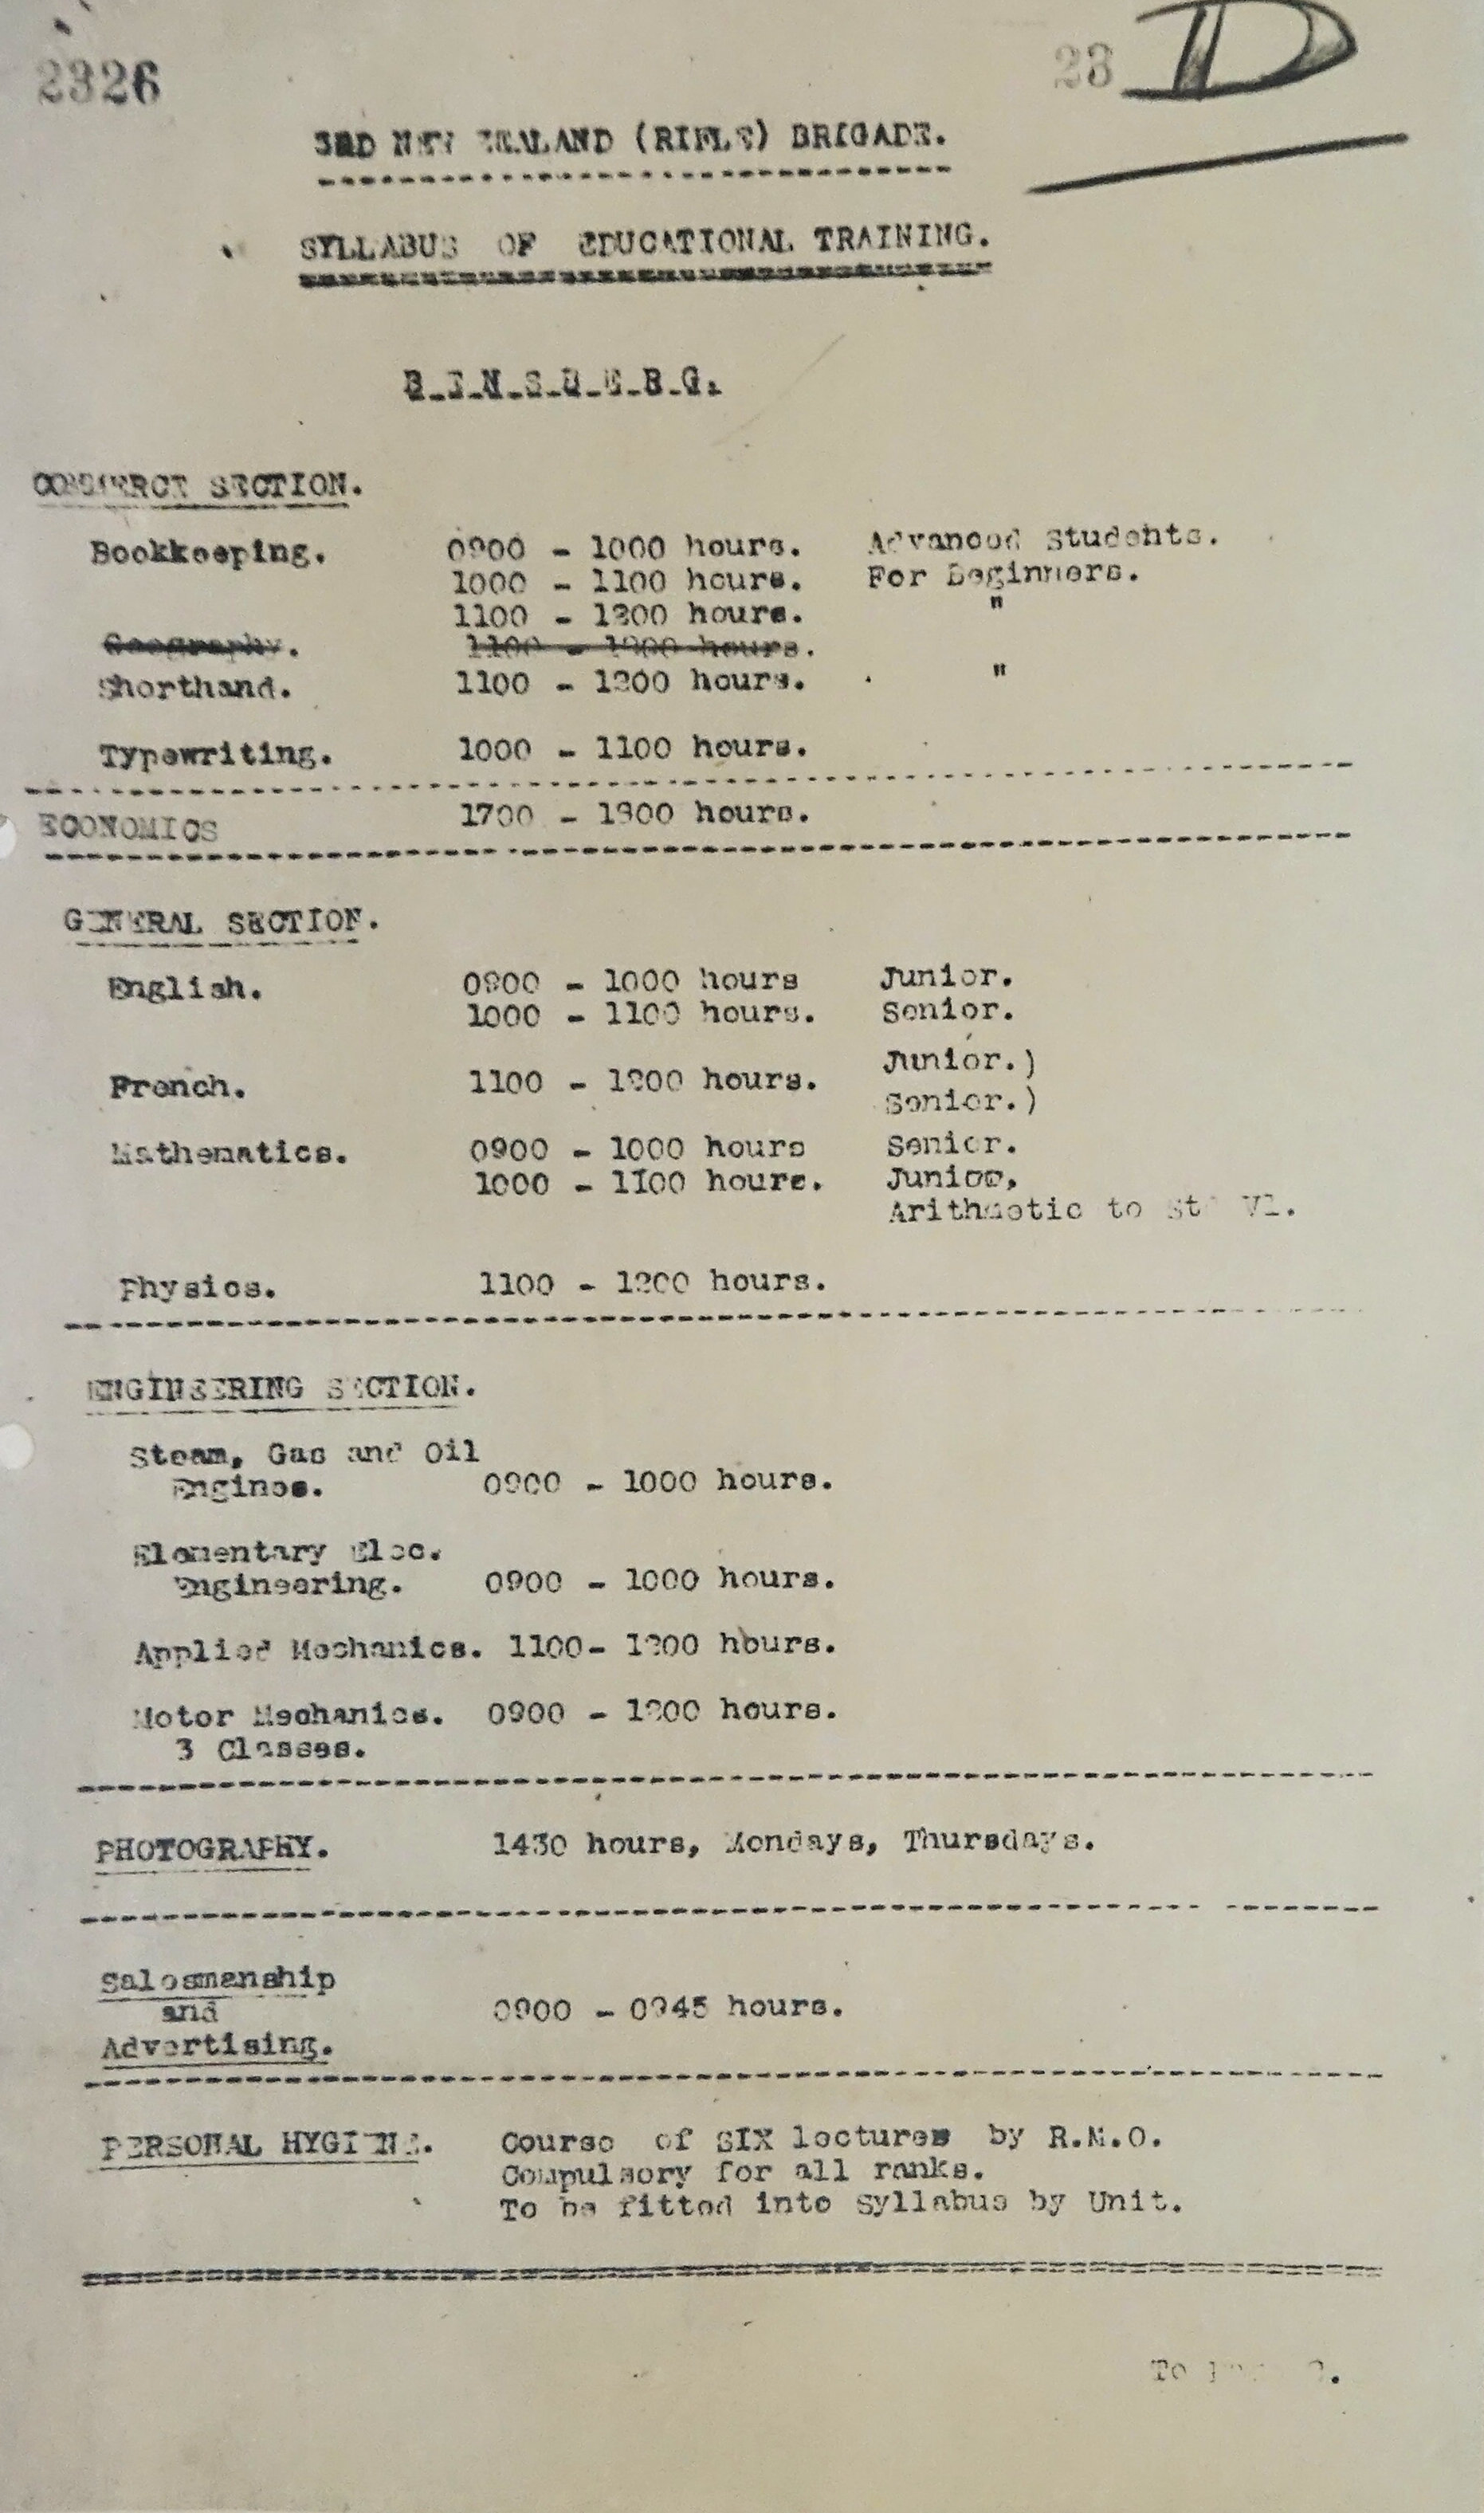 2326
23 D
3RD NEW ZEALAND (RIFLE) BRIGADE.
SYLLABUS OF EDUCATIONAL TRAINING.
B.E.N.S.B.E.R.G.
COMMERCE SECTION.
Bookkeeping. 0900 - 1000 hours. Advanced Students.
1000 - 1100 hours. For Beginners.
1100 - 1200 hours. "
Geography. 1100 - 1200 hours.
Shorthand. 1100 - 1200 hours. "
Typewriting. 1000 - 1100 hours.
ECONOMICS 1700 - 1800 hours.
GENERAL SECTION.
English. 0900 - 1000 hours Junior.
1000 - 1100 hours. Senior.
Junior.)
French. 1100 - 1200 hours.
Senior.)
Mathematics. 0900 - 1000 hours Senior.
1000 - 1100 hours. Junior,
Arithmetic to Std VI.
Physics. 1100 - 1200 hours.
ENGINEERING SECTION.
Steam, Gas and Oil
Engines. 0900 - 1000 hours.
Elementary Elec.
Engineering. 0900 - 1000 hours.
Applied Mechanics. 1100- 1200 hours.
Motor Mechanics. 0900 - 1200 hours.
3 Classes.
PHOTOGRAPHY. 1430 hours, Mondays, Thursdays.
Salesmanship
and 0900 - 0945 hours.
Advertising.
PERSONAL HYGIENE. Course of SIX lectures by R.M.O.
Compulsory for all ranks.
To be fitted into Syllabus by Unit.
To